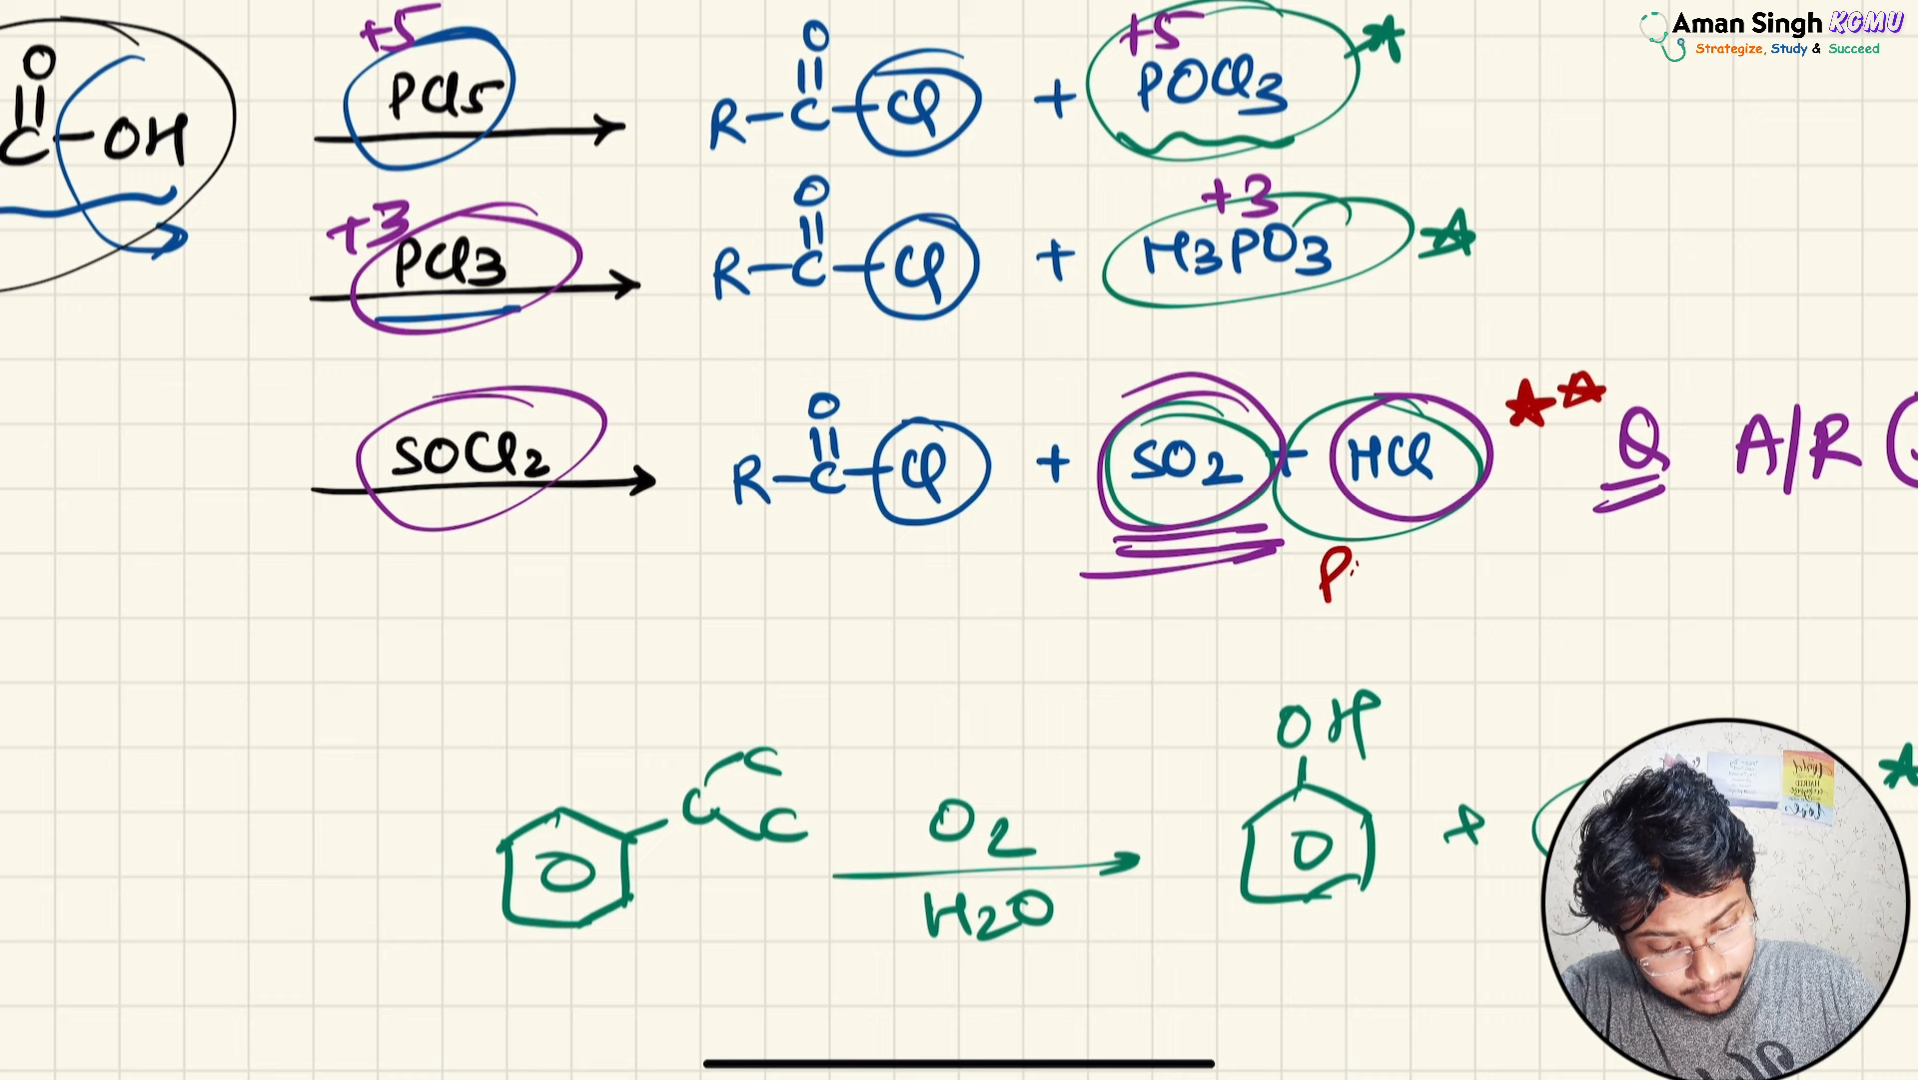 Aman Singh KGMU
Strategize, Study & Succeed
O
C-OH
+5
PCl5
O
R-C-Cl + POCl3
+5
+3
PCl3
O
R-C-Cl + H3PO3
+3
SOCl2
O
R-C-Cl + SO2 + HCl
Q A/R (
P
C
C
C
O2
H2O
OH
+